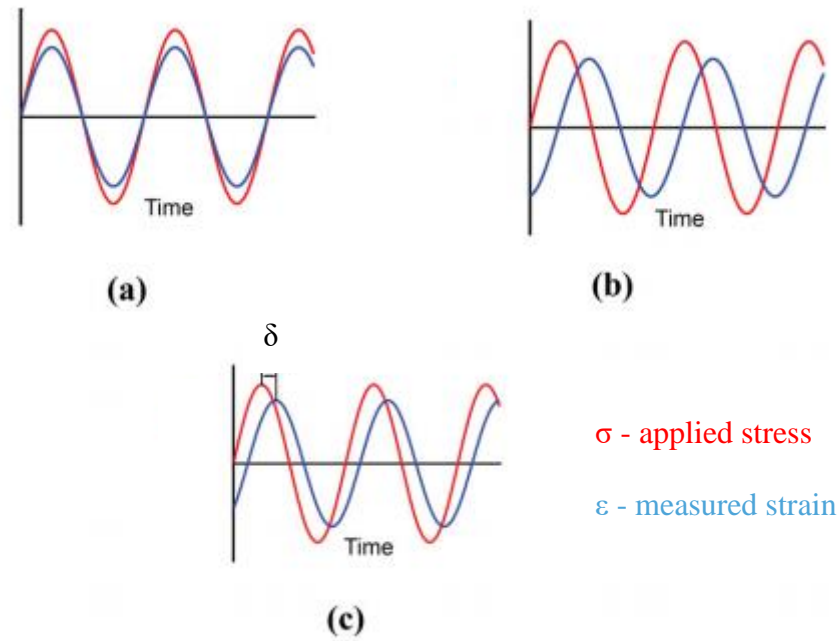 Time
(a)
Time
(b)
δ
Time
(c)
σ - applied stress
ε - measured strain